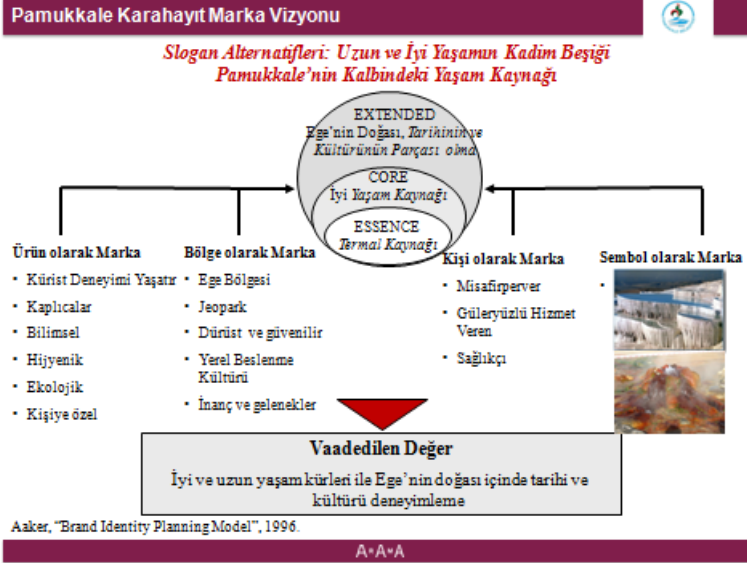 Pamukkale Karahayıt Marka Vizyonu
Slogan Alternatifleri: Uzun ve İyi Yaşamın Kadim Beşiği
Pamukkale’nin Kalbindeki Yaşam Kaynağı
EXTENDED
Ege’nin Doğası, Tarihinin ve
Kültürünün Parçası olma
CORE
İyi Yaşam Kaynağı
ESSENCE
Termal Kaynağı
Ürün olarak Marka
• Kürist Deneyimi Yaşatır
• Kaplıcalar
• Bilimsel
• Hijyenik
• Ekolojik
• Kişiye özel
Bölge olarak Marka
• Ege Bölgesi
• Jeopark
• Dürüst ve güvenilir
• Yerel Beslenme
Kültürü
• İnanç ve gelenekler
Kişi olarak Marka
• Misafirperver
• Güleryüzlü Hizmet
Veren
• Sağlıkçı
Sembol olarak Marka
•
Vaadedilen Değer
İyi ve uzun yaşam kürleri ile Ege’nin doğası içinde tarihi ve
kültürü deneyimleme
Aaker, “Brand Identity Planning Model”, 1996.
A*A*A